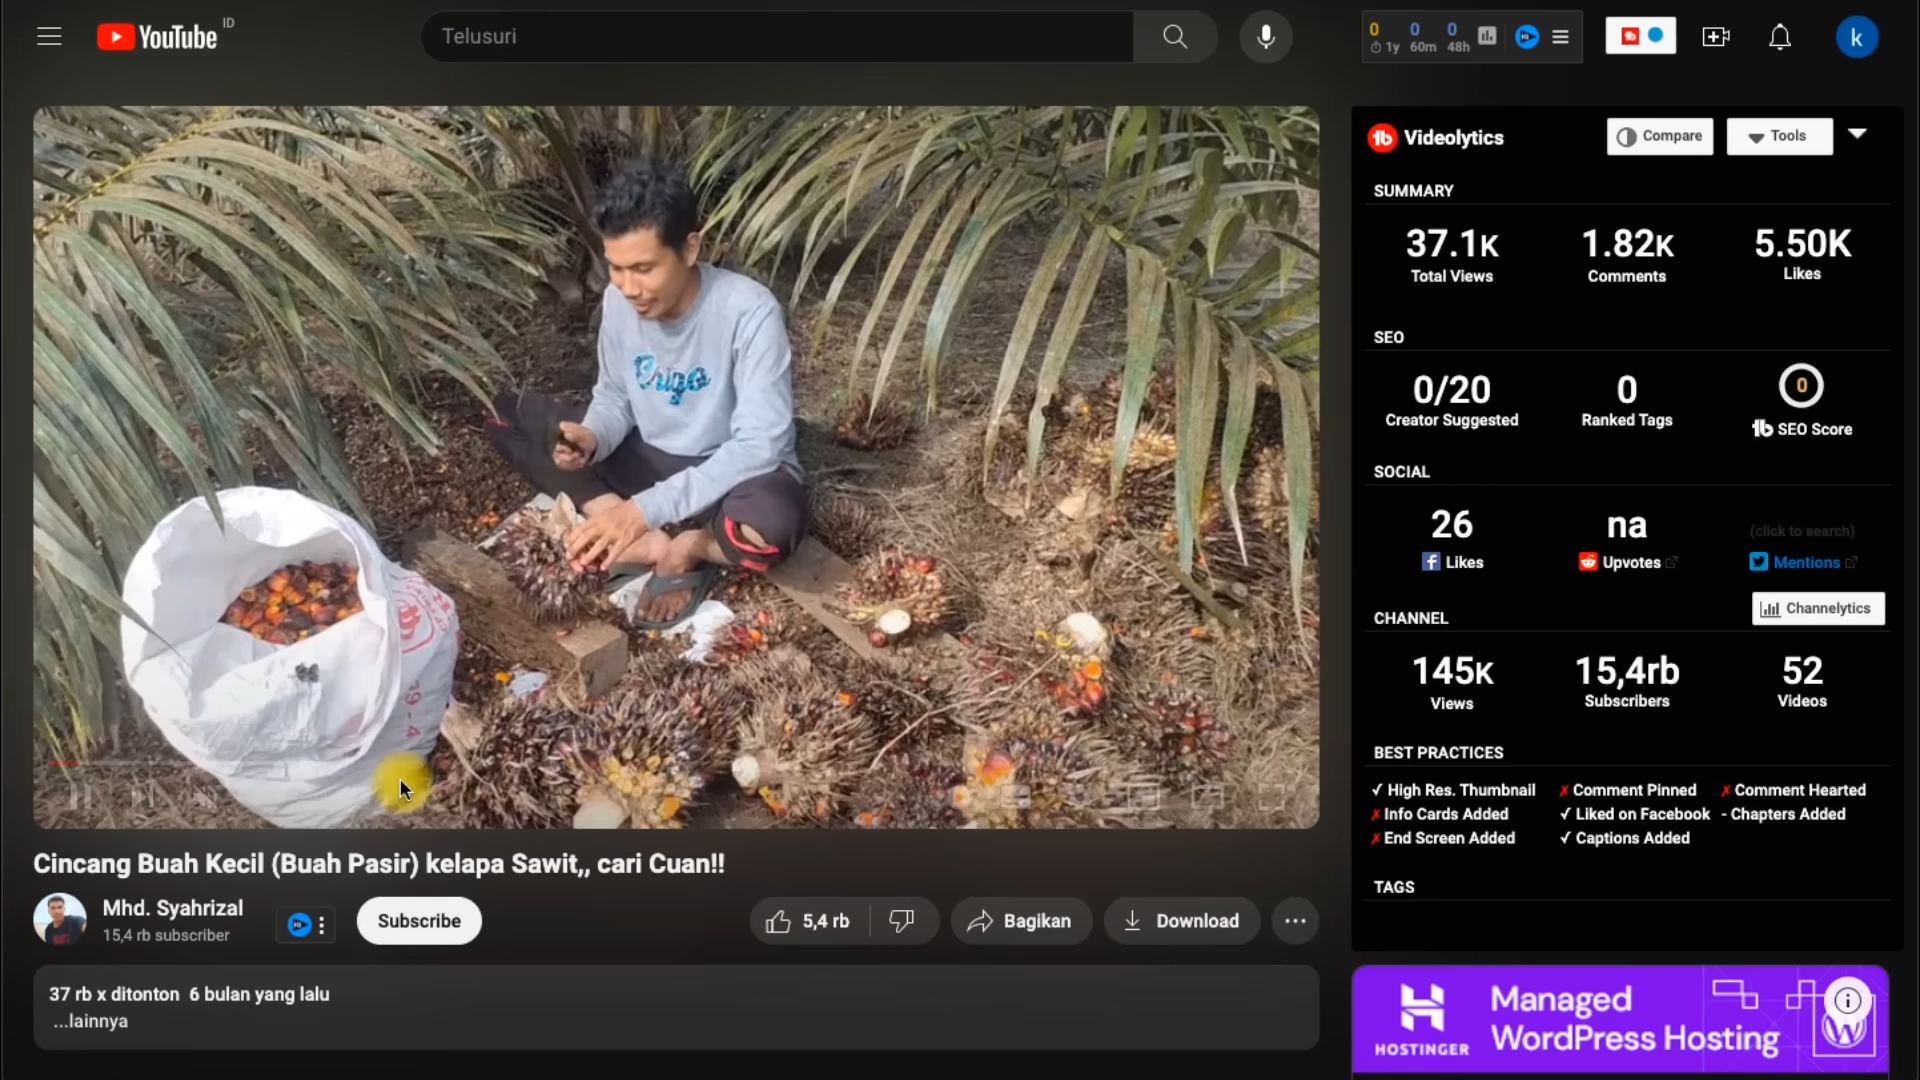 YouTube ID
Telusuri
0 0 0
1y 60m 48h
k
Crigo
Videolytics
Compare
Tools
SUMMARY
37.1K 1.82K 5.50K
Total Views Comments Likes
SEO
0/20 0 0
Creator Suggested Ranked Tags SEO Score
SOCIAL
26 na (click to search)
Likes Upvotes Mentions
CHANNEL
Channelytics
145K 15,4rb 52
Views Subscribers Videos
BEST PRACTICES
✓ High Res. Thumbnail ✗ Comment Pinned ✗ Comment Hearted
✗ Info Cards Added ✓ Liked on Facebook - Chapters Added
✗ End Screen Added ✓ Captions Added
TAGS
Cincang Buah Kecil (Buah Pasir) kelapa Sawit,, cari Cuan!!
Mhd. Syahrizal
15,4 rb subscriber
Subscribe
5,4 rb
Bagikan
Download
37 rb x ditonton 6 bulan yang lalu
...lainnya
HOSTINGER
Managed
WordPress Hosting